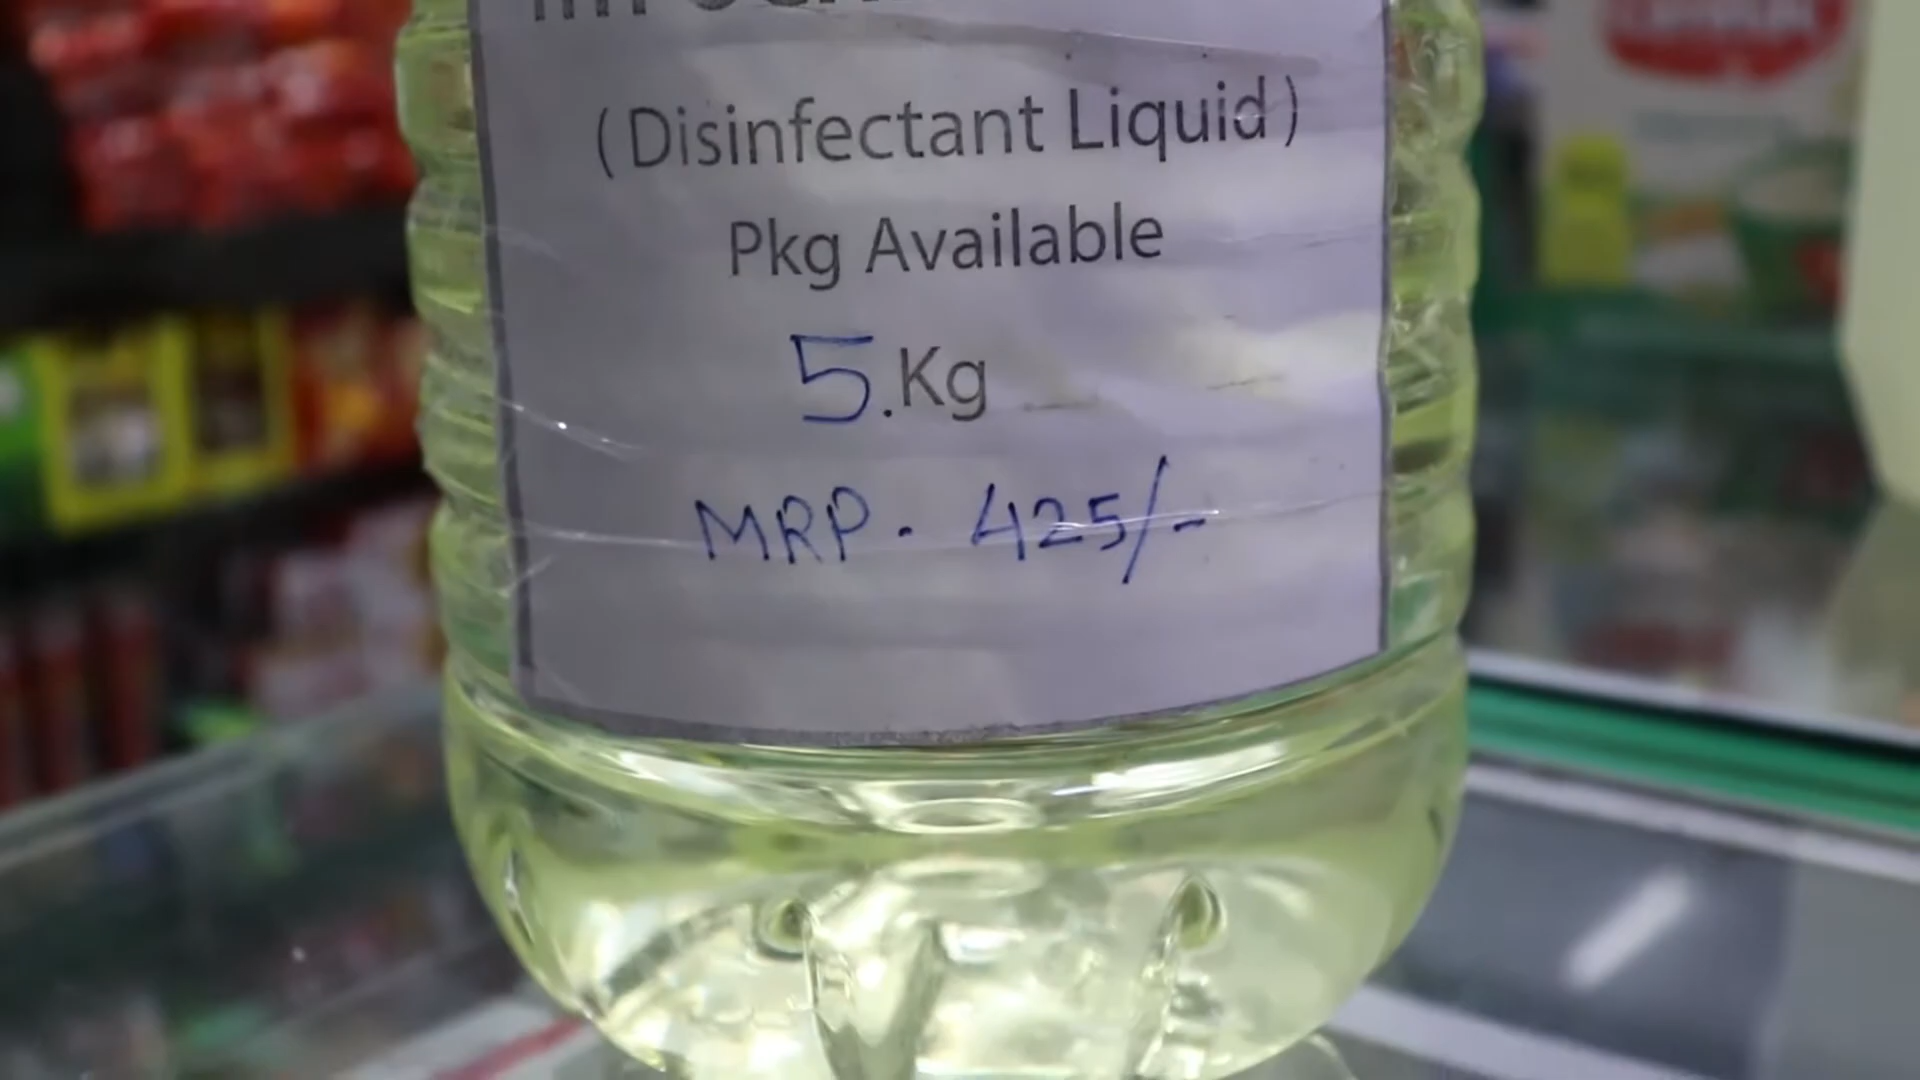 (Disinfectant Liquid)
Pkg Available
5.Kg
MRP. 425/-